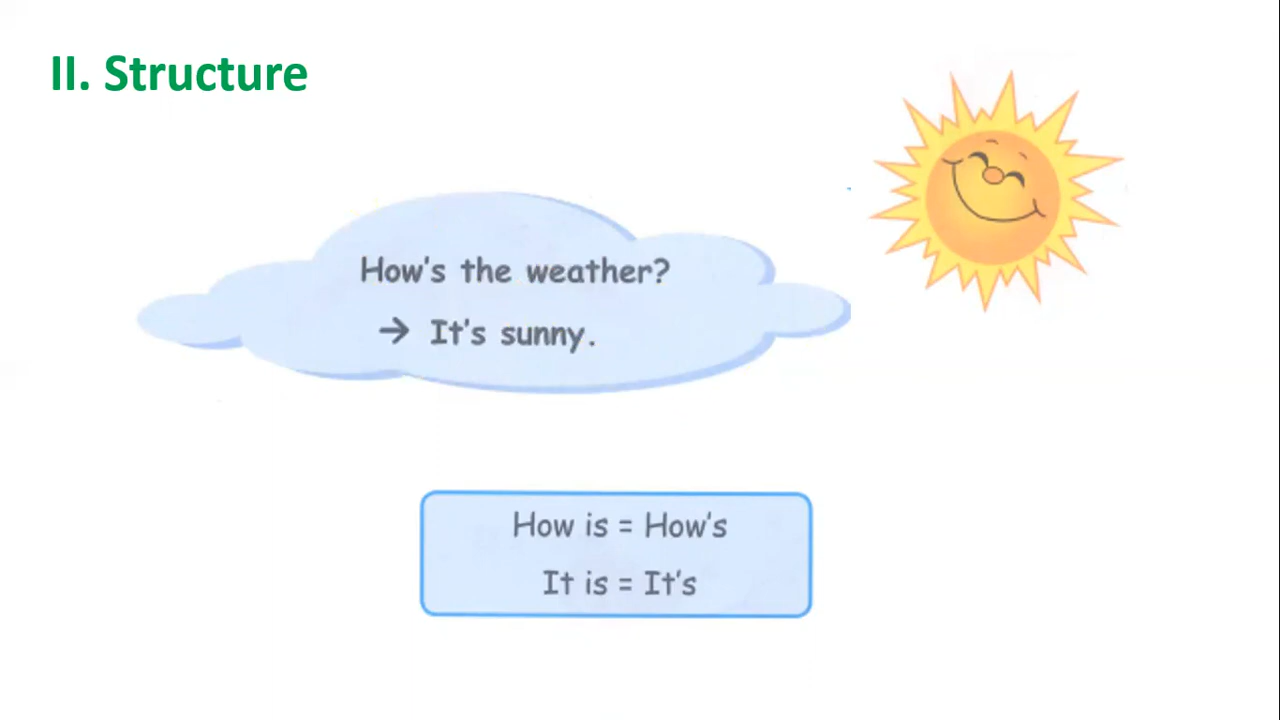 II. Structure
How's the weather?
→ It's sunny.
How is = How's
It is = It's